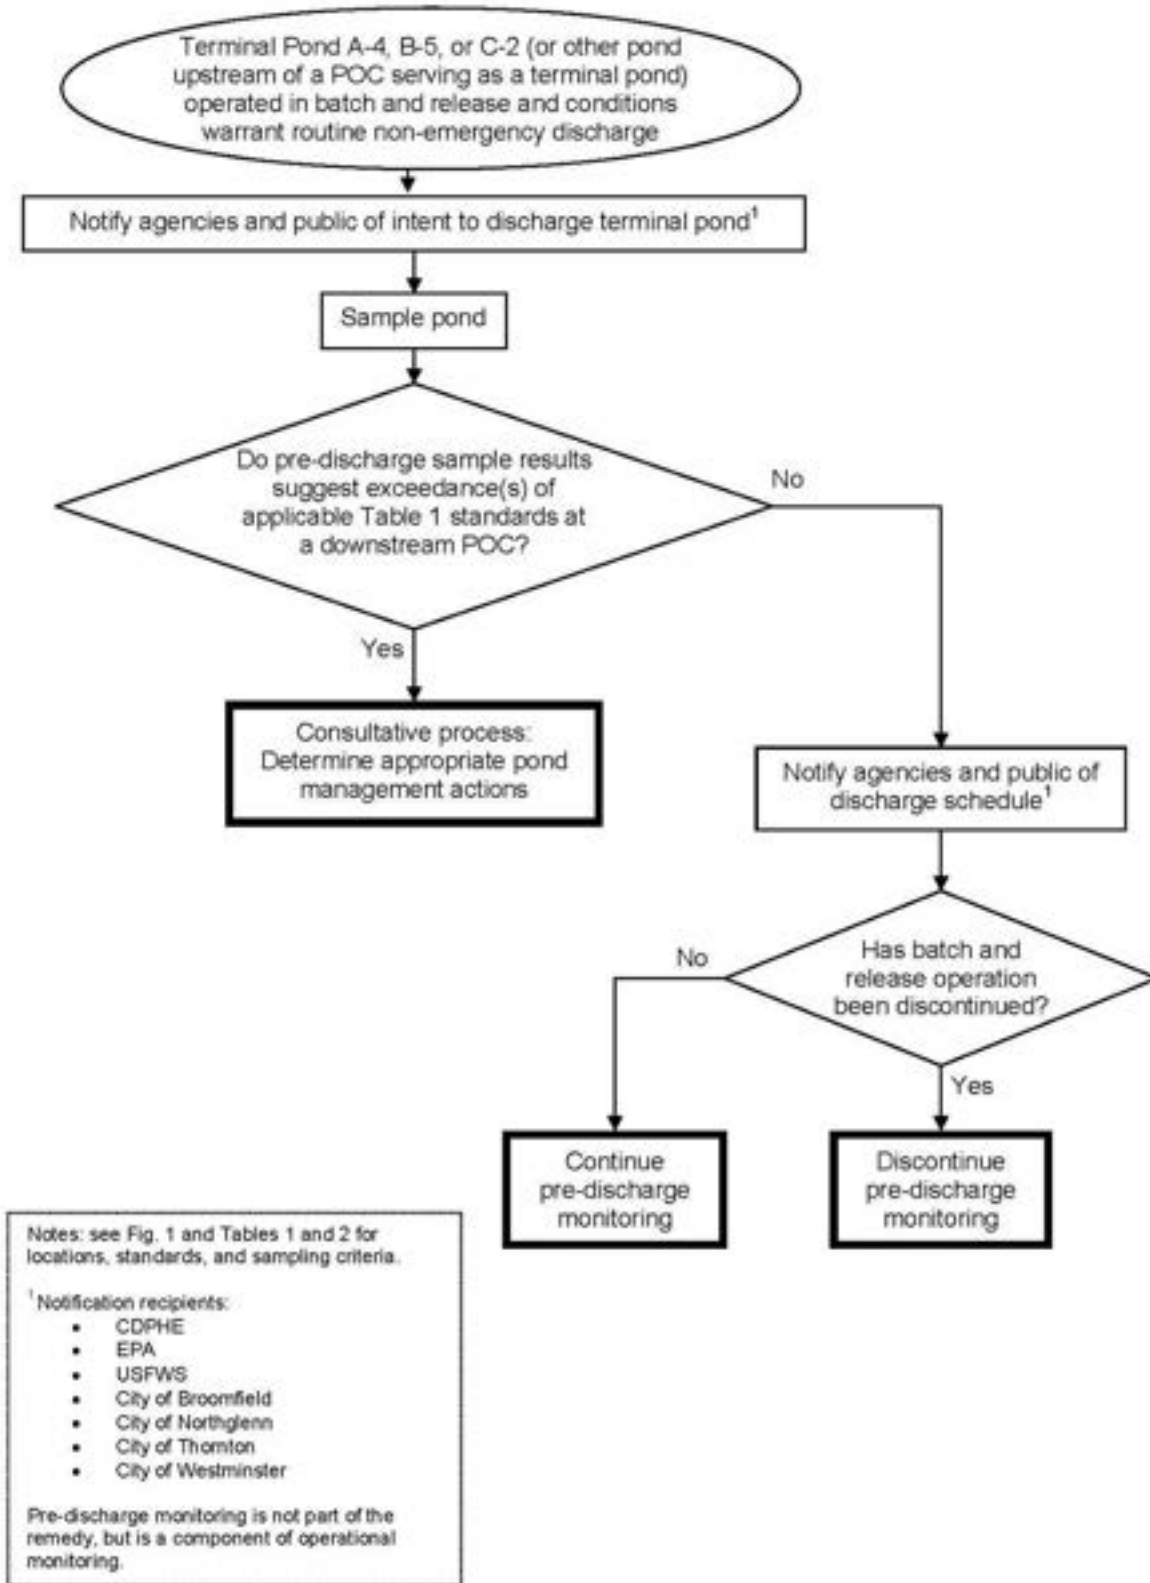 Terminal Pond A-4, B-5, or C-2 (or other pond
upstream of a POC serving as a terminal pond)
operated in batch and release and conditions
warrant routine non-emergency discharge
Notify agencies and public of intent to discharge terminal pond¹
Sample pond
Do pre-discharge sample results
suggest exceedance(s) of
applicable Table 1 standards at
a downstream POC?
No
Yes
Consultative process:
Determine appropriate pond
management actions
Notify agencies and public of
discharge schedule¹
Has batch and
release operation
been discontinued?
No
Yes
Continue
pre-discharge
monitoring
Discontinue
pre-discharge
monitoring
Notes: see Fig. 1 and Tables 1 and 2 for
locations, standards, and sampling criteria.
¹ Notification recipients:
• CDPHE
• EPA
• USFWS
• City of Broomfield
• City of Northglenn
• City of Thornton
• City of Westminster
Pre-discharge monitoring is not part of the
remedy, but is a component of operational
monitoring.